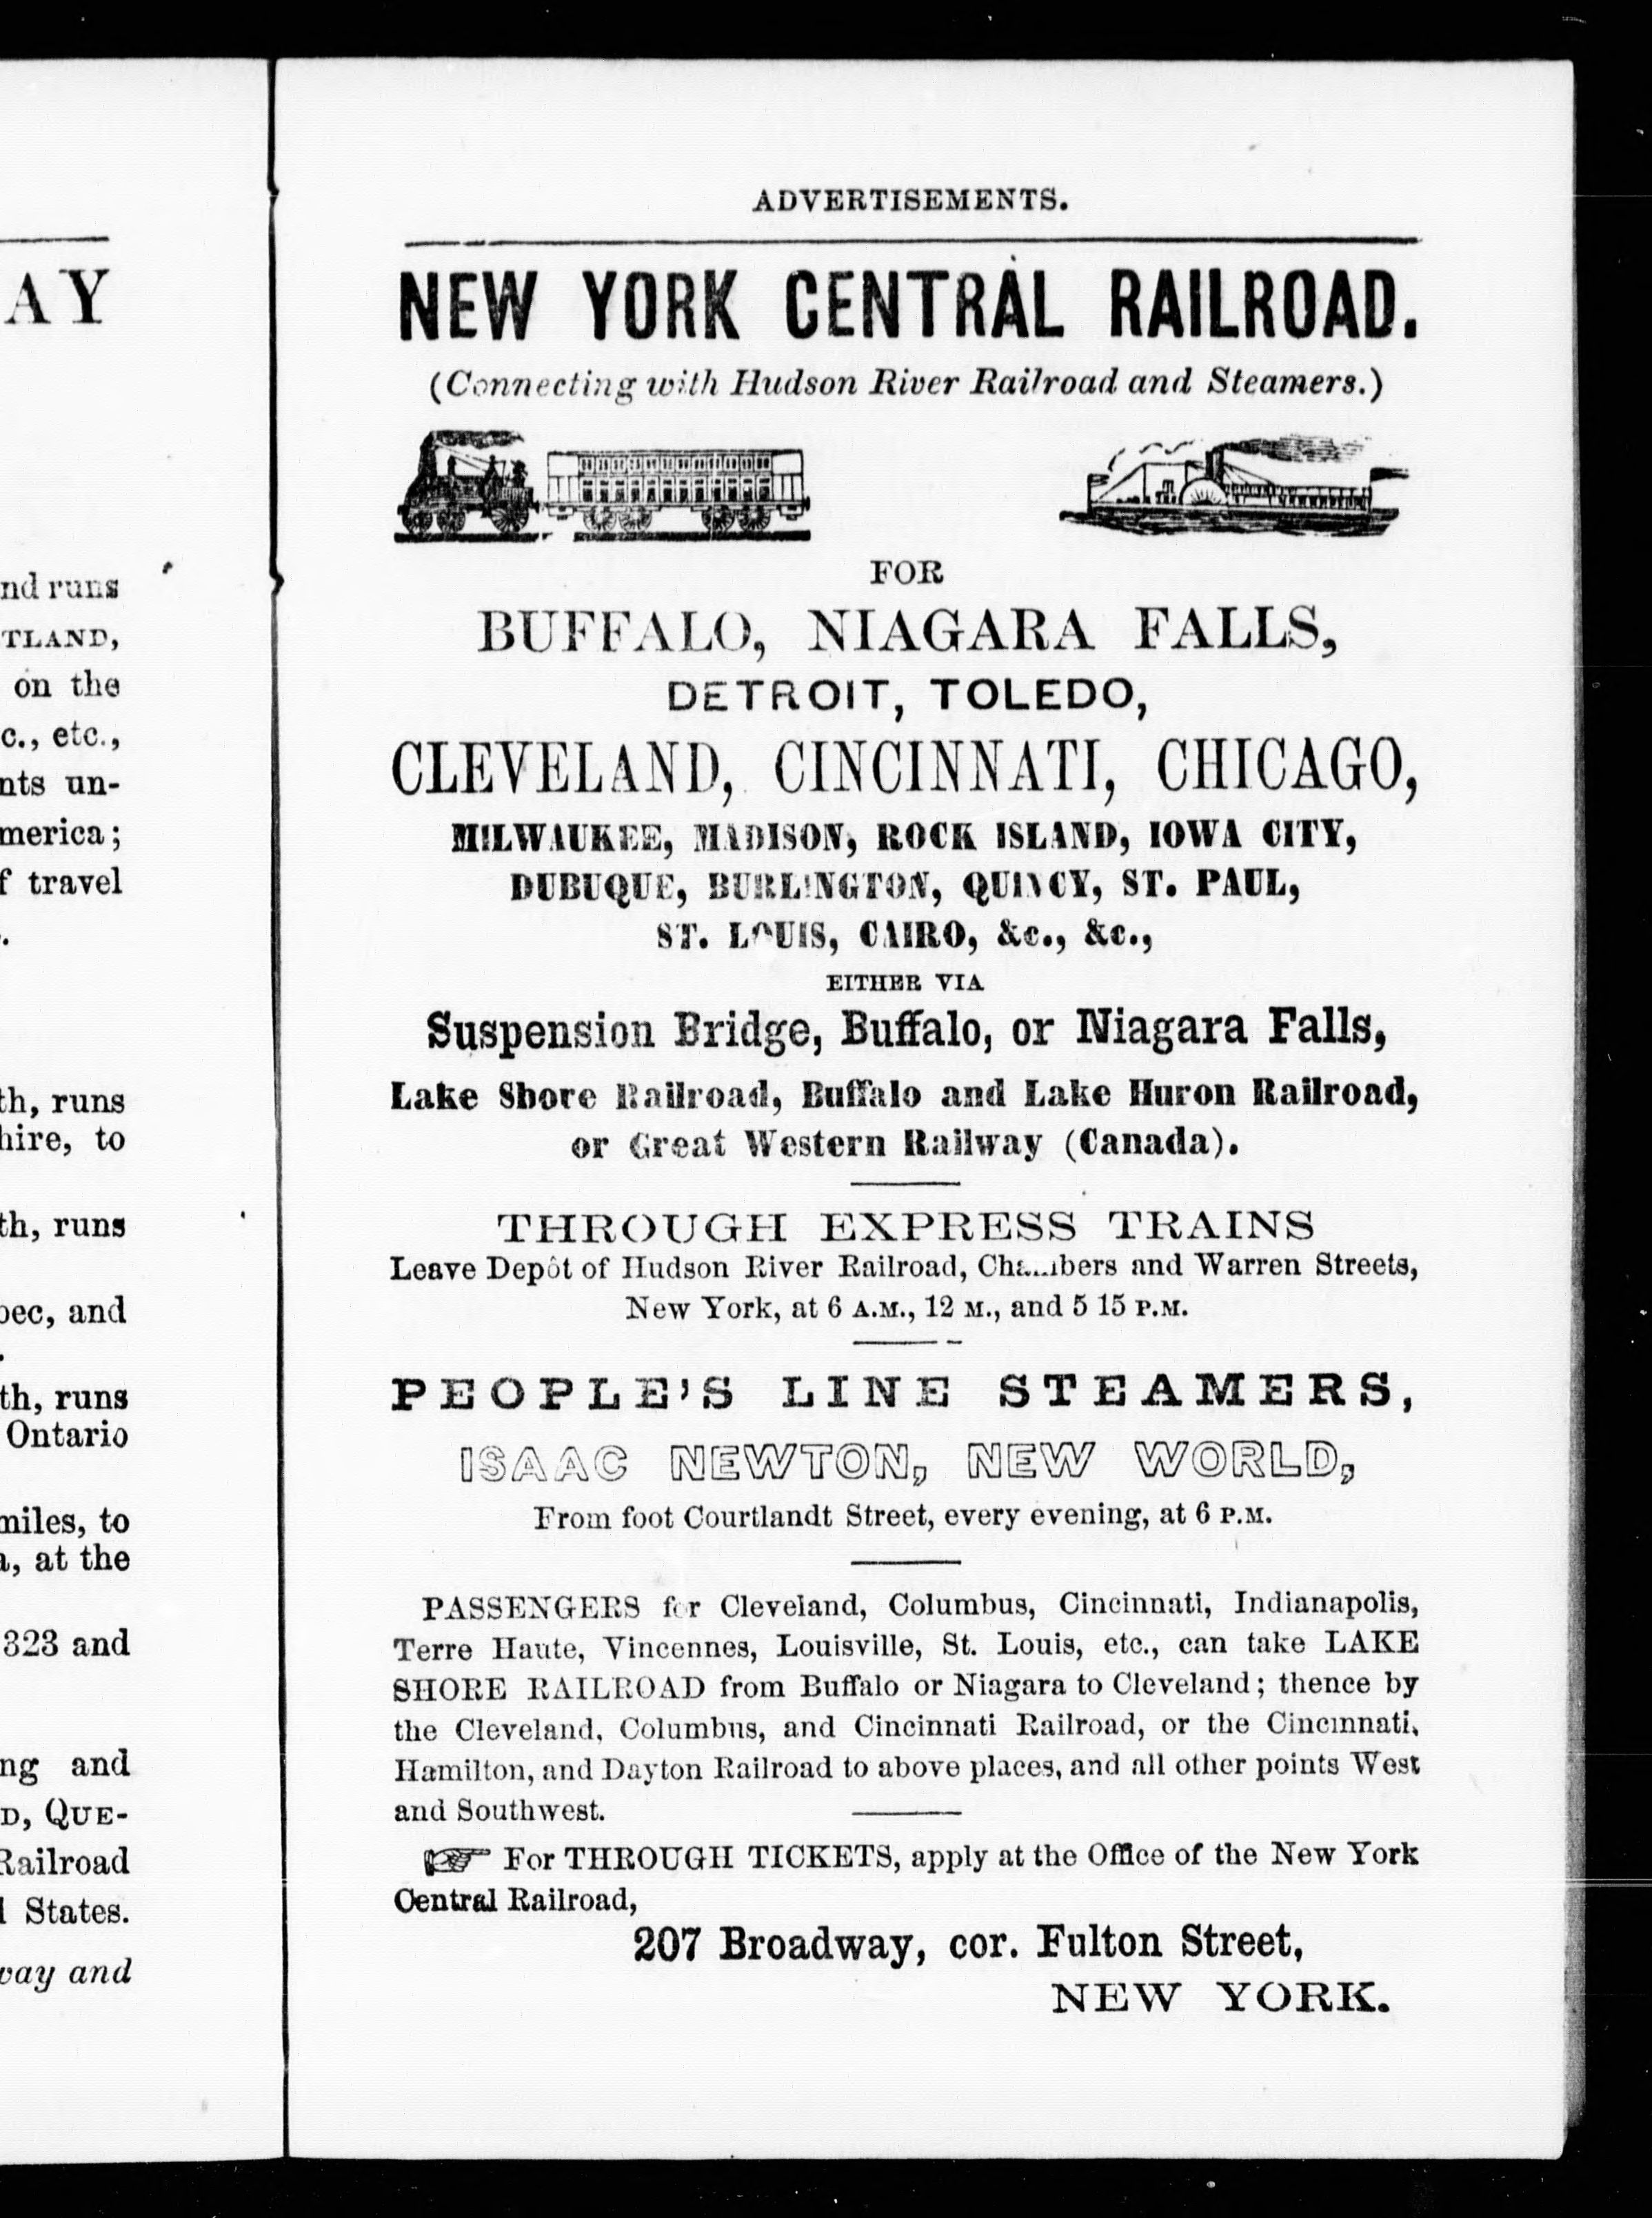 AY
nd runs
TLAND,
on the
c., etc.,
nts un-
merica;
f travel
th, runs
hire, to
th, runs
bec, and
th, runs
Ontario
miles, to
, at the
323 and
ng and
D, QUE-
Railroad
States.
way and
ADVERTISEMENTS.
NEW YORK CENTRAL RAILROAD.
(Connecting with Hudson River Railroad and Steamers.)
FOR
BUFFALO, NIAGARA FALLS,
DETROIT, TOLEDO,
CLEVELAND, CINCINNATI, CHICAGO,
MILWAUKEE, MADISON, ROCK ISLAND, IOWA CITY,
DUBUQUE, BURLINGTON, QUINCY, ST. PAUL,
ST. LOUIS, CAIRO, &c., &c.,
EITHER VIA
Suspension Bridge, Buffalo, or Niagara Falls,
Lake Shore Railroad, Buffalo and Lake Huron Railroad,
or Great Western Railway (Canada).
THROUGH EXPRESS TRAINS
Leave Depôt of Hudson River Railroad, Chambers and Warren Streets,
New York, at 6 A.M., 12 M., and 5 15 P.M.
PEOPLE'S LINE STEAMERS,
ISAAC NEWTON, NEW WORLD,
From foot Courtlandt Street, every evening, at 6 P.M.
PASSENGERS for Cleveland, Columbus, Cincinnati, Indianapolis,
Terre Haute, Vincennes, Louisville, St. Louis, etc., can take LAKE
SHORE RAILROAD from Buffalo or Niagara to Cleveland; thence by
the Cleveland, Columbus, and Cincinnati Railroad, or the Cincinnati,
Hamilton, and Dayton Railroad to above places, and all other points West
and Southwest.
☞ For THROUGH TICKETS, apply at the Office of the New York
Central Railroad,
207 Broadway, cor. Fulton Street,
NEW YORK.